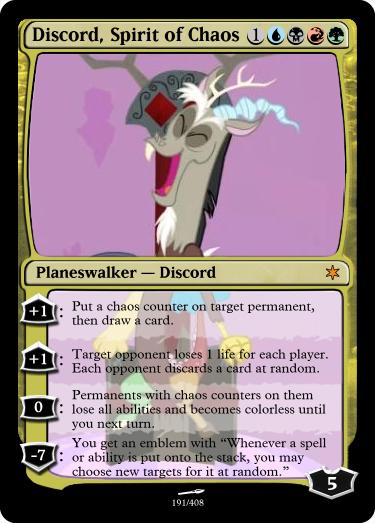 Discord, Spirit of Chaos 1
Planeswalker — Discord
+1: Put a chaos counter on target permanent,
then draw a card.
+1: Target opponent loses 1 life for each player.
Each opponent discards a card at random.
0: Permanents with chaos counters on them
lose all abilities and becomes colorless until
you next turn.
-7: You get an emblem with “Whenever a spell
or ability is put onto the stack, you may
choose new targets for it at random.”
5
191/408